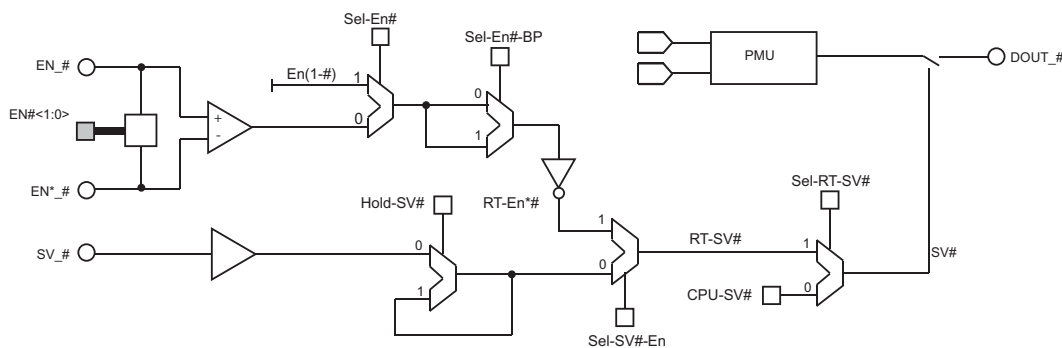 Sel-En#
Sel-En#-BP
PMU
DOUT_#
EN_#
En(1-#)
1
0
0
1
EN#<1:0>
+
-
EN*_#
Hold-SV#
RT-En*#
Sel-RT-SV#
SV_#
0
1
1
0
RT-SV#
1
0
SV#
CPU-SV#
Sel-SV#-En